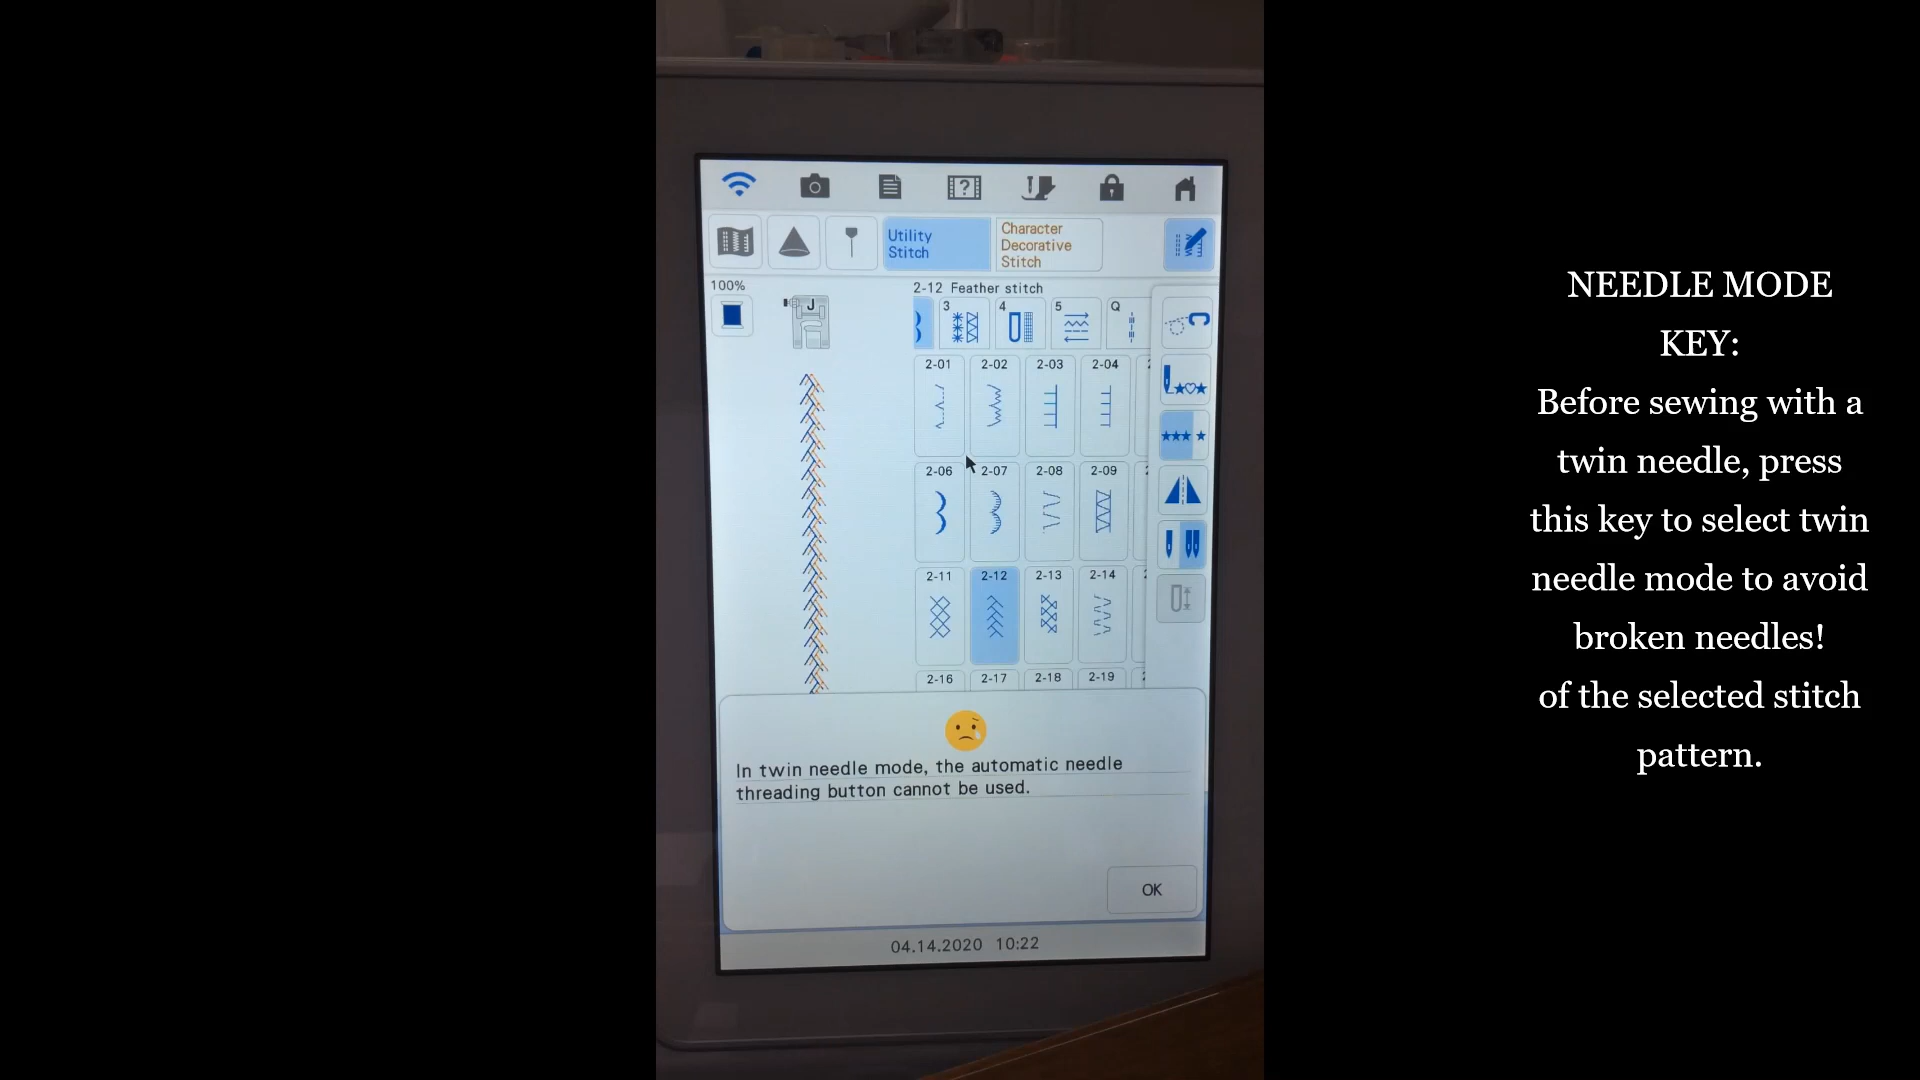 Utility
Stitch
Character
Decorative
Stitch
100%
J
2-12 Feather stitch
3 4 5 Q
2-01 2-02 2-03 2-04
2-06 2-07 2-08 2-09
2-11 2-12 2-13 2-14
2-16 2-17 2-18 2-19
In twin needle mode, the automatic needle
threading button cannot be used.
OK
04.14.2020 10:22
NEEDLE MODE
KEY:
Before sewing with a
twin needle, press
this key to select twin
needle mode to avoid
broken needles!
of the selected stitch
pattern.